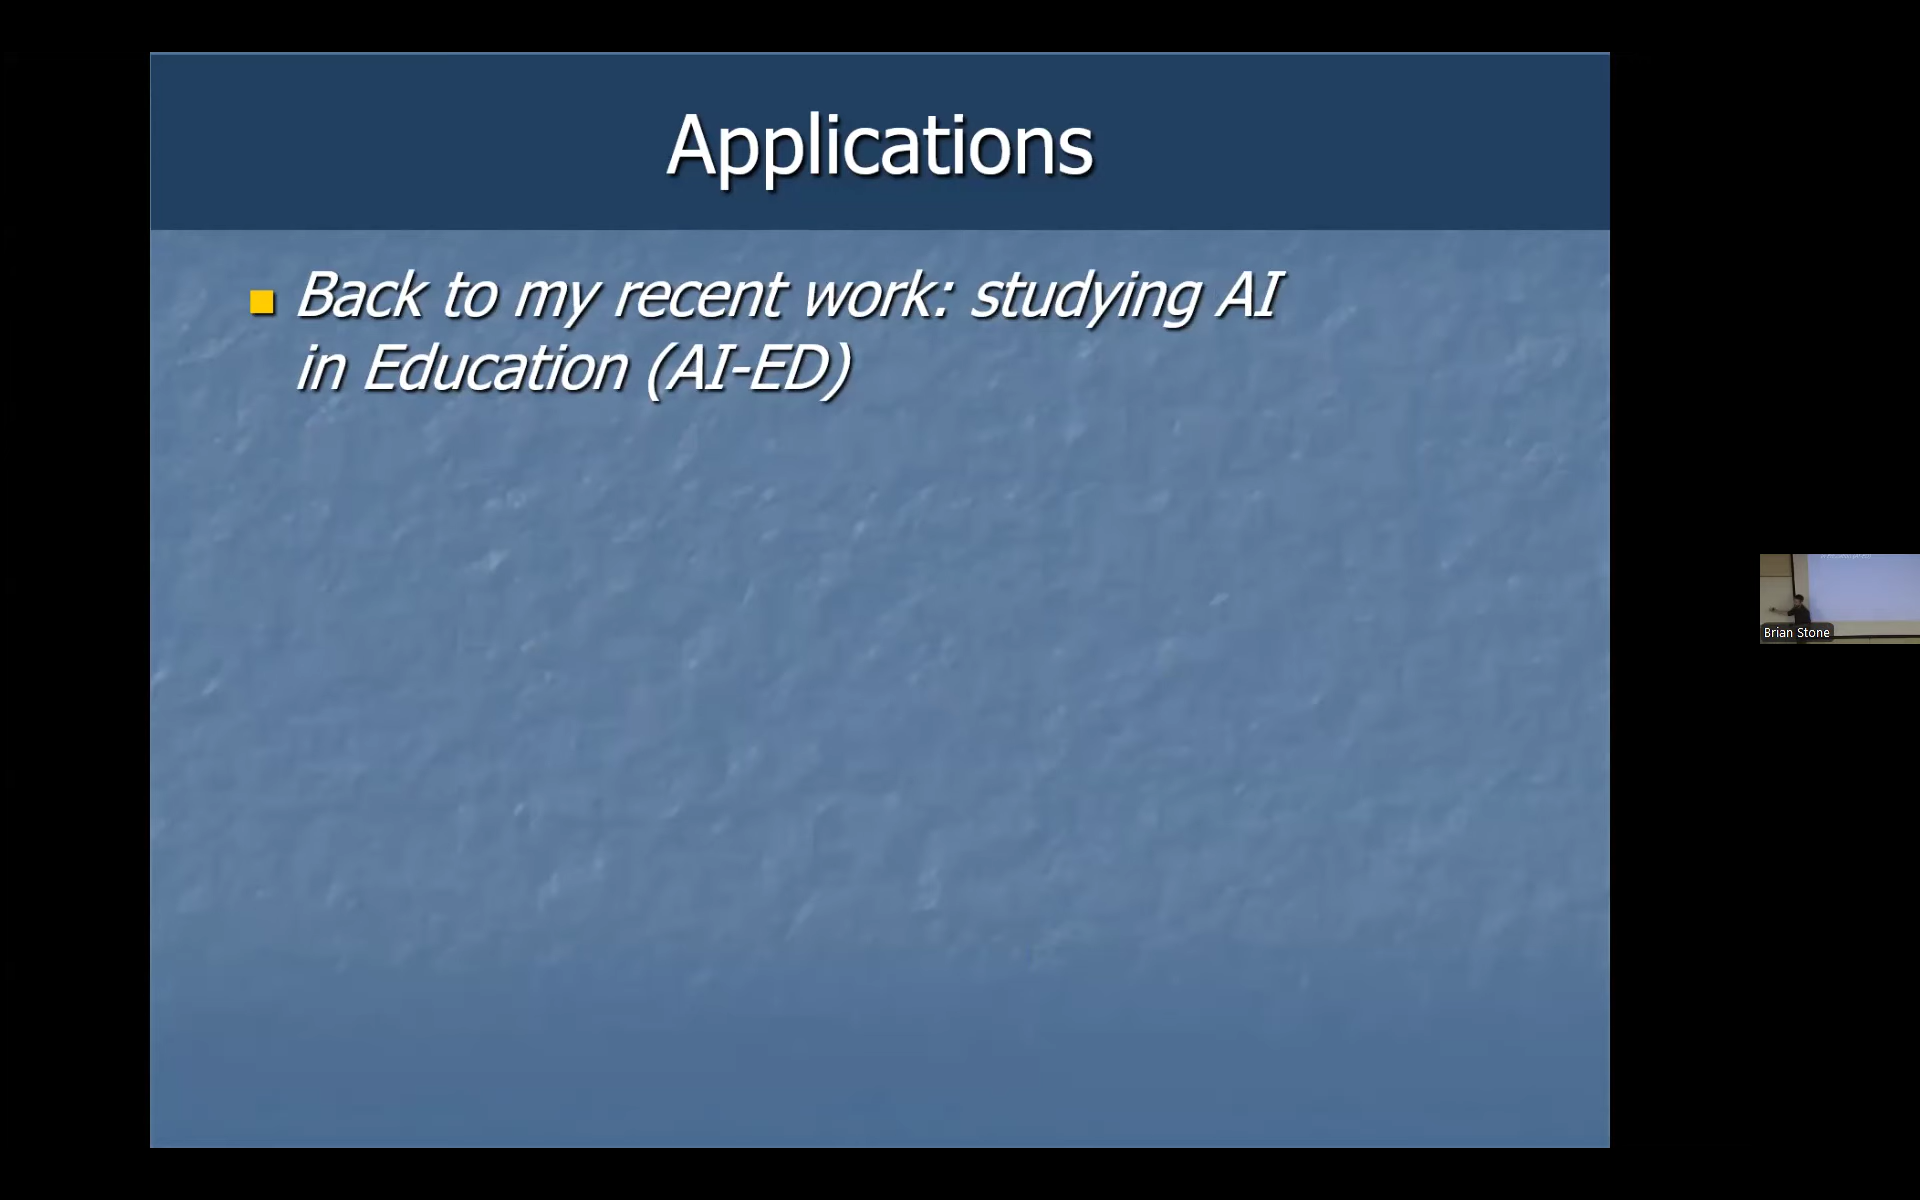 Applications
Back to my recent work: studying AI
in Education (AI-ED)
Brian Stone